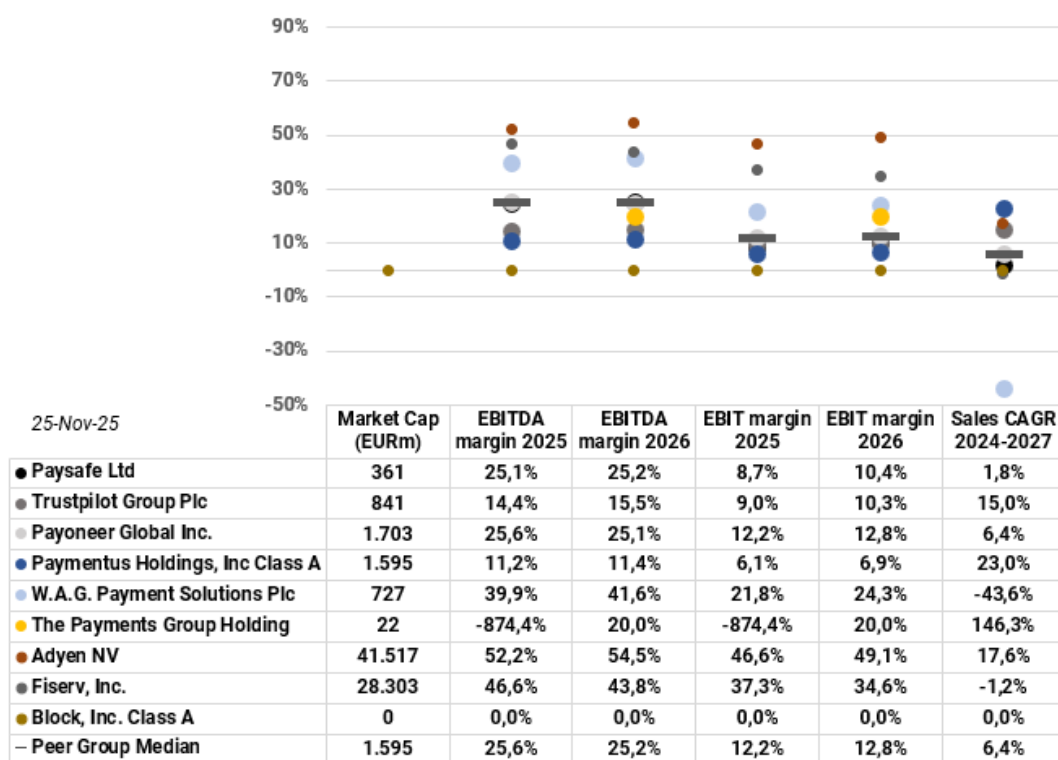 90%
70%
50%
30%
10%
-10%
-30%
-50%
25-Nov-25
Market Cap (EURm) EBITDA margin 2025 EBITDA margin 2026 EBIT margin 2025 EBIT margin 2026 Sales CAGR 2024-2027
Paysafe Ltd 361 25,1% 25,2% 8,7% 10,4% 1,8%
Trustpilot Group Plc 841 14,4% 15,5% 9,0% 10,3% 15,0%
Payoneer Global Inc. 1.703 25,6% 25,1% 12,2% 12,8% 6,4%
Paymentus Holdings, Inc Class A 1.595 11,2% 11,4% 6,1% 6,9% 23,0%
W.A.G. Payment Solutions Plc 727 39,9% 41,6% 21,8% 24,3% -43,6%
The Payments Group Holding 22 -874,4% 20,0% -874,4% 20,0% 146,3%
Adyen NV 41.517 52,2% 54,5% 46,6% 49,1% 17,6%
Fiserv, Inc. 28.303 46,6% 43,8% 37,3% 34,6% -1,2%
Block, Inc. Class A 0 0,0% 0,0% 0,0% 0,0% 0,0%
Peer Group Median 1.595 25,6% 25,2% 12,2% 12,8% 6,4%